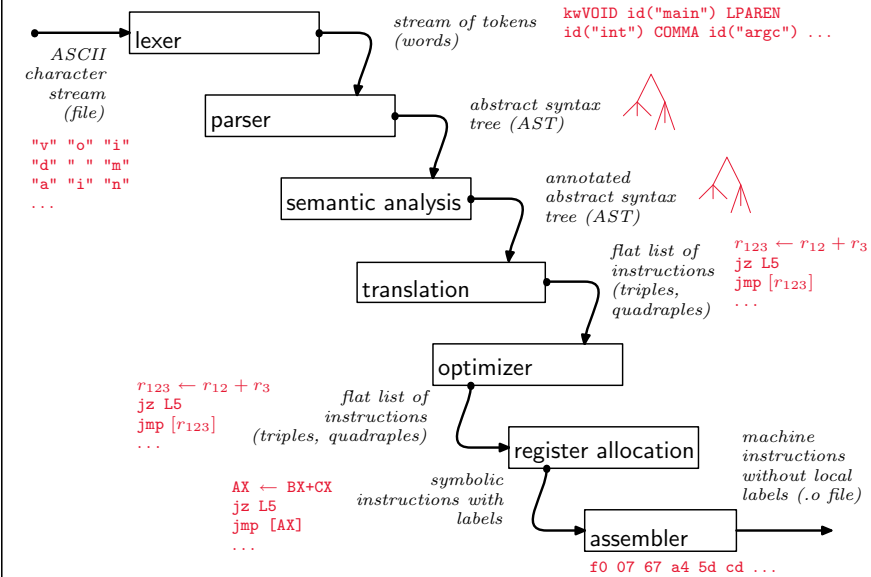 lexer
ASCII
character
stream
(file)
"v" "o" "i"
"d" " " "m"
"a" "i" "n"
...
stream of tokens
(words)
kwVOID id("main") LPAREN
id("int") COMMA id("argc") ...
parser
abstract syntax
tree (AST)
semantic analysis
annotated
abstract syntax
tree (AST)
translation
flat list of
instructions
(triples,
quadraples)
r₁₂₃ ← r₁₂ + r₃
jz L5
jmp [r₁₂₃]
...
optimizer
r₁₂₃ ← r₁₂ + r₃
jz L5
jmp [r₁₂₃]
...
flat list of
instructions
(triples, quadraples)
register allocation
AX ← BX+CX
jz L5
jmp [AX]
...
symbolic
instructions with
labels
assembler
machine
instructions
without local
labels (.o file)
f0 07 67 a4 5d cd ...